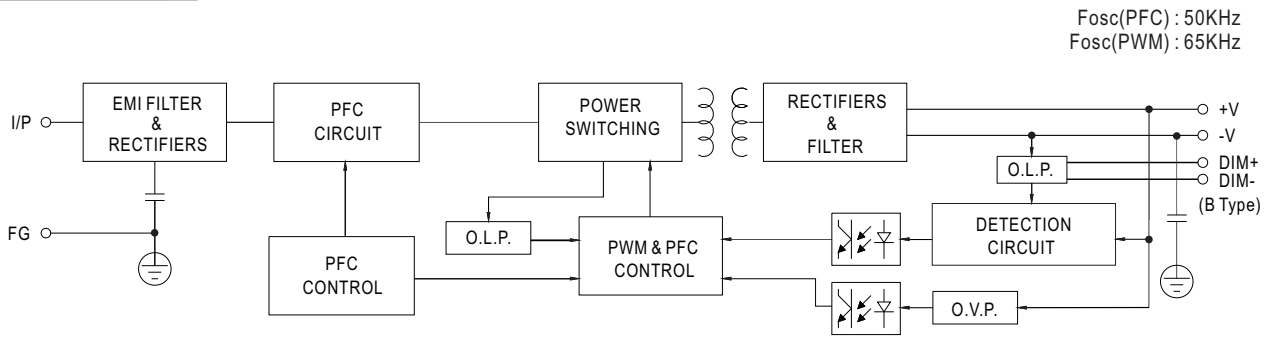 Fosc(PFC) : 50KHz
Fosc(PWM) : 65KHz
I/P
EMI FILTER
&
RECTIFIERS
PFC
CIRCUIT
POWER
SWITCHING
RECTIFIERS
&
FILTER
+V
-V
O.L.P.
DIM+
DIM-
(B Type)
FG
O.L.P.
DETECTION
CIRCUIT
PFC
CONTROL
PWM & PFC
CONTROL
O.V.P.